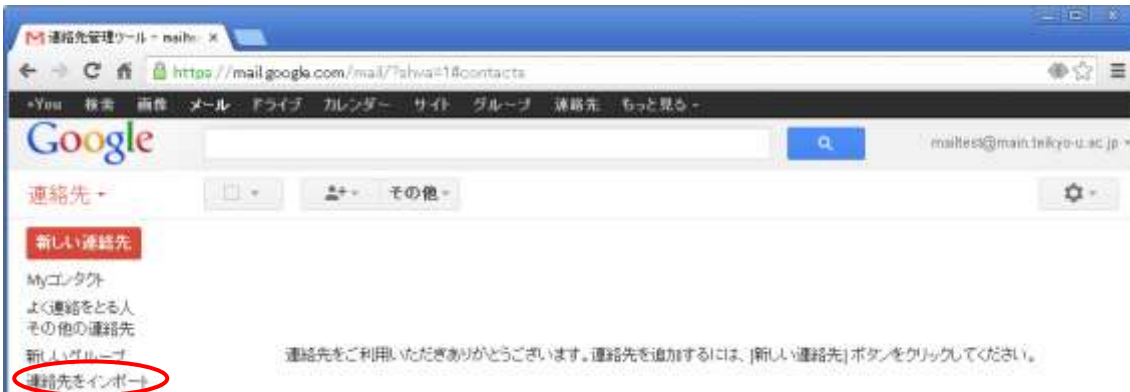 連絡先管理ツール - mailte
https://mail.google.com/mail/?shva=1#contacts
+You 検索 画像 メール ドライブ カレンダー サイト グループ 連絡先 もっと見る
Google
mailtest@main.teikyo-u.ac.jp
連絡先
その他
新しい連絡先
Myコンタクト
よく連絡をとる人
その他の連絡先
新しいグループ
連絡先をご利用いただきありがとうございます。連絡先を追加するには、[新しい連絡先] ボタンをクリックしてください。
連絡先をインポート